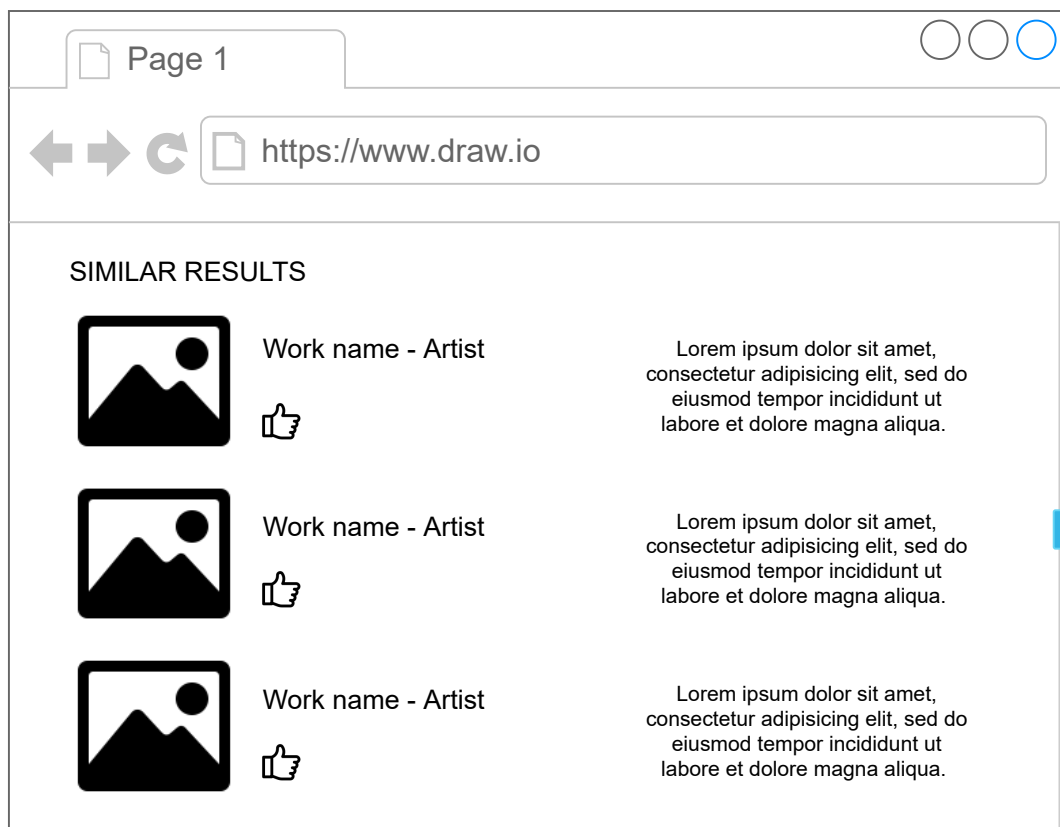 Page 1
https://www.draw.io
SIMILAR RESULTS
Work name - Artist
Lorem ipsum dolor sit amet,
consectetur adipisicing elit, sed do
eiusmod tempor incididunt ut
labore et dolore magna aliqua.
Work name - Artist
Lorem ipsum dolor sit amet,
consectetur adipisicing elit, sed do
eiusmod tempor incididunt ut
labore et dolore magna aliqua.
Work name - Artist
Lorem ipsum dolor sit amet,
consectetur adipisicing elit, sed do
eiusmod tempor incididunt ut
labore et dolore magna aliqua.